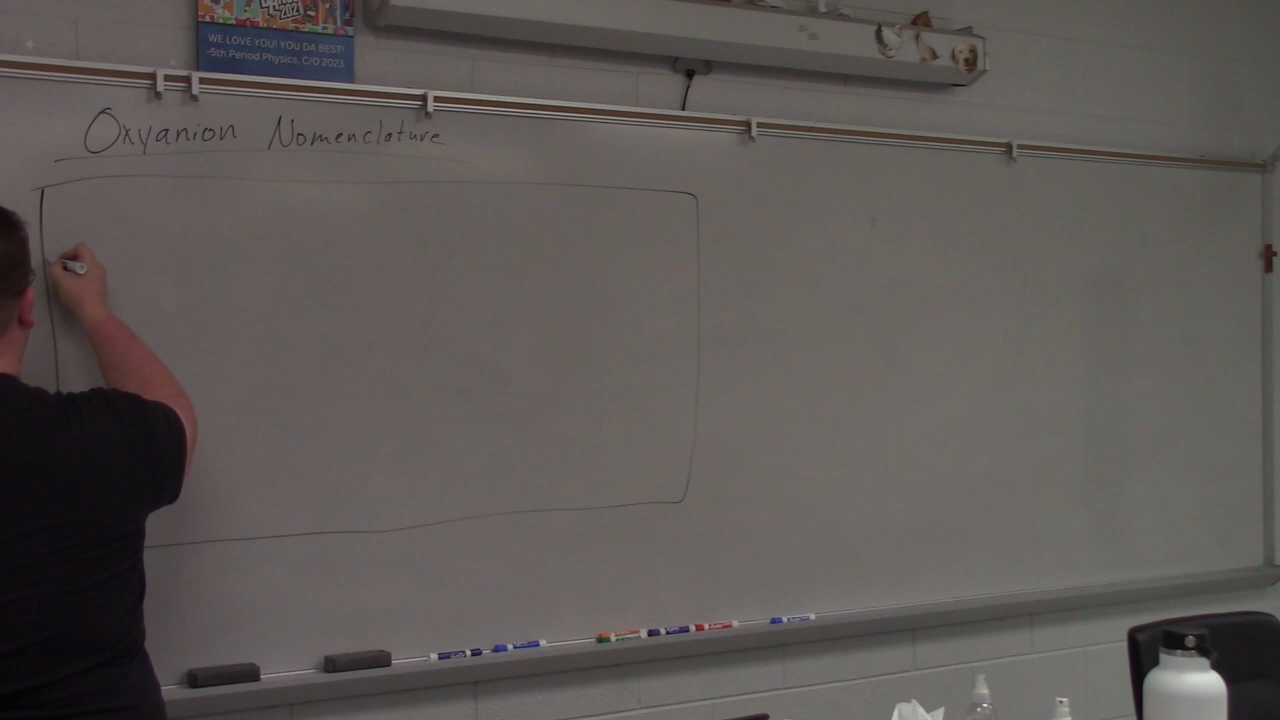 WE LOVE YOU! YOU DA BEST!
-5th Period Physics, C/O 2023
Oxyanion Nomenclature